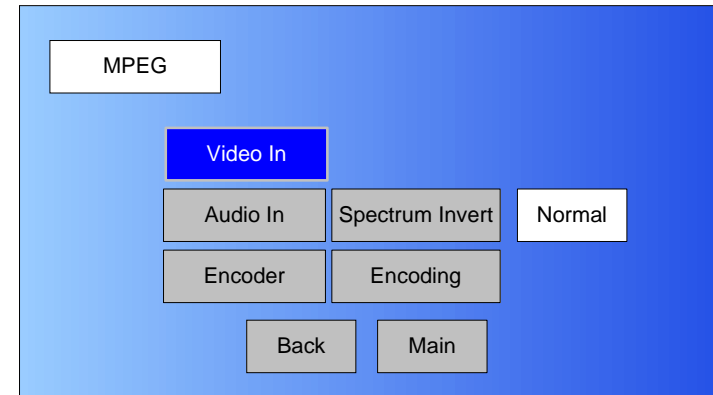 MPEG
Video In
Audio In Spectrum Invert Normal
Encoder Encoding
Back Main